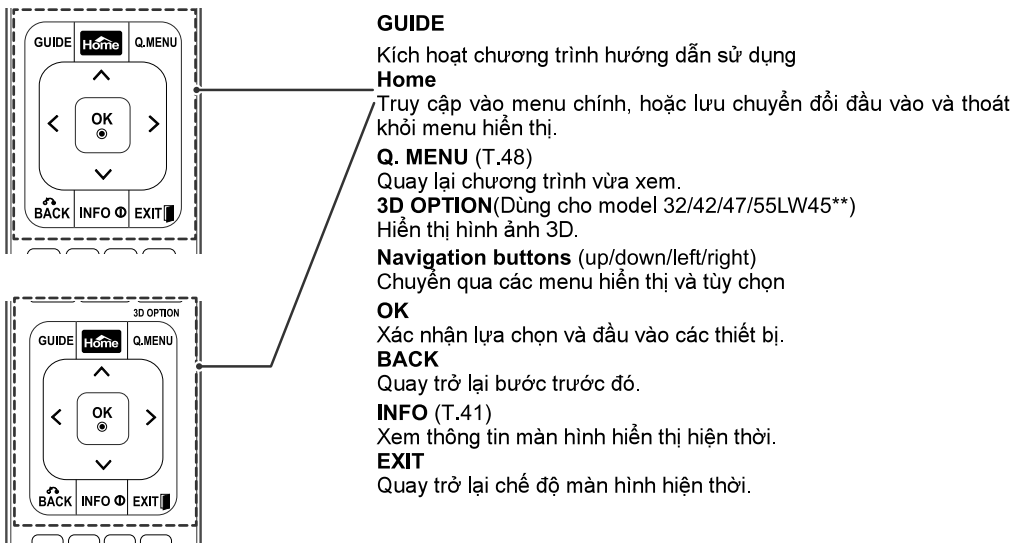 GUIDE Home Q.MENU
OK
BACK INFO EXIT
3D OPTION
GUIDE Home Q.MENU
OK
BACK INFO EXIT
GUIDE
Kích hoạt chương trình hướng dẫn sử dụng
Home
Truy cập vào menu chính, hoặc lưu chuyển đổi đầu vào và thoát
khỏi menu hiển thị.
Q. MENU (T.48)
Quay lại chương trình vừa xem.
3D OPTION(Dùng cho model 32/42/47/55LW45**)
Hiển thị hình ảnh 3D.
Navigation buttons (up/down/left/right)
Chuyển qua các menu hiển thị và tùy chọn
OK
Xác nhận lựa chọn và đầu vào các thiết bị.
BACK
Quay trở lại bước trước đó.
INFO (T.41)
Xem thông tin màn hình hiển thị hiện thời.
EXIT
Quay trở lại chế độ màn hình hiện thời.